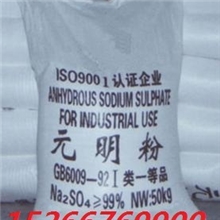 ISO9001认证企业
ANHYDROUS SODIUM SULPHATE
FOR INDUSTRIAL USE
元明粉
GB6009-92 I 类一等品
Na₂SO₄≥99% NW:50kg